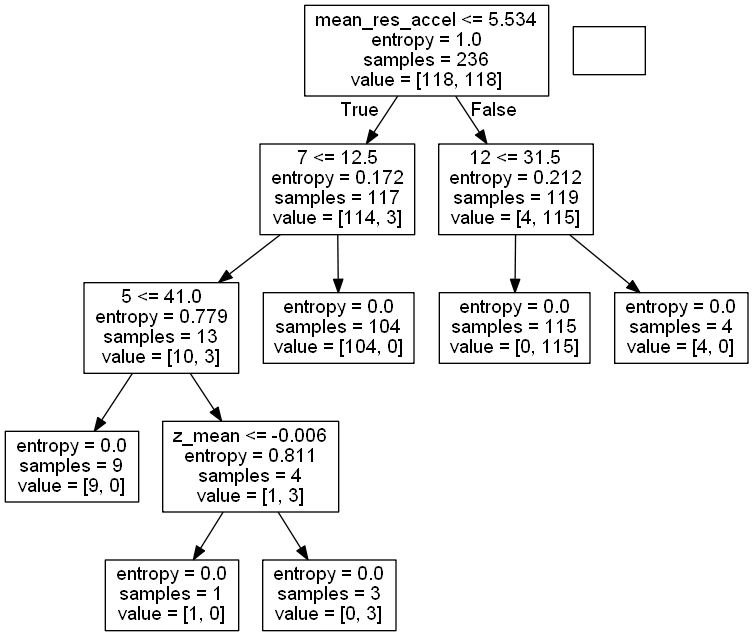 mean_res_accel <= 5.534
entropy = 1.0
samples = 236
value = [118, 118]
True
False
7 <= 12.5
entropy = 0.172
samples = 117
value = [114, 3]
12 <= 31.5
entropy = 0.212
samples = 119
value = [4, 115]
5 <= 41.0
entropy = 0.779
samples = 13
value = [10, 3]
entropy = 0.0
samples = 104
value = [104, 0]
entropy = 0.0
samples = 115
value = [0, 115]
entropy = 0.0
samples = 4
value = [4, 0]
entropy = 0.0
samples = 9
value = [9, 0]
z_mean <= -0.006
entropy = 0.811
samples = 4
value = [1, 3]
entropy = 0.0
samples = 1
value = [1, 0]
entropy = 0.0
samples = 3
value = [0, 3]